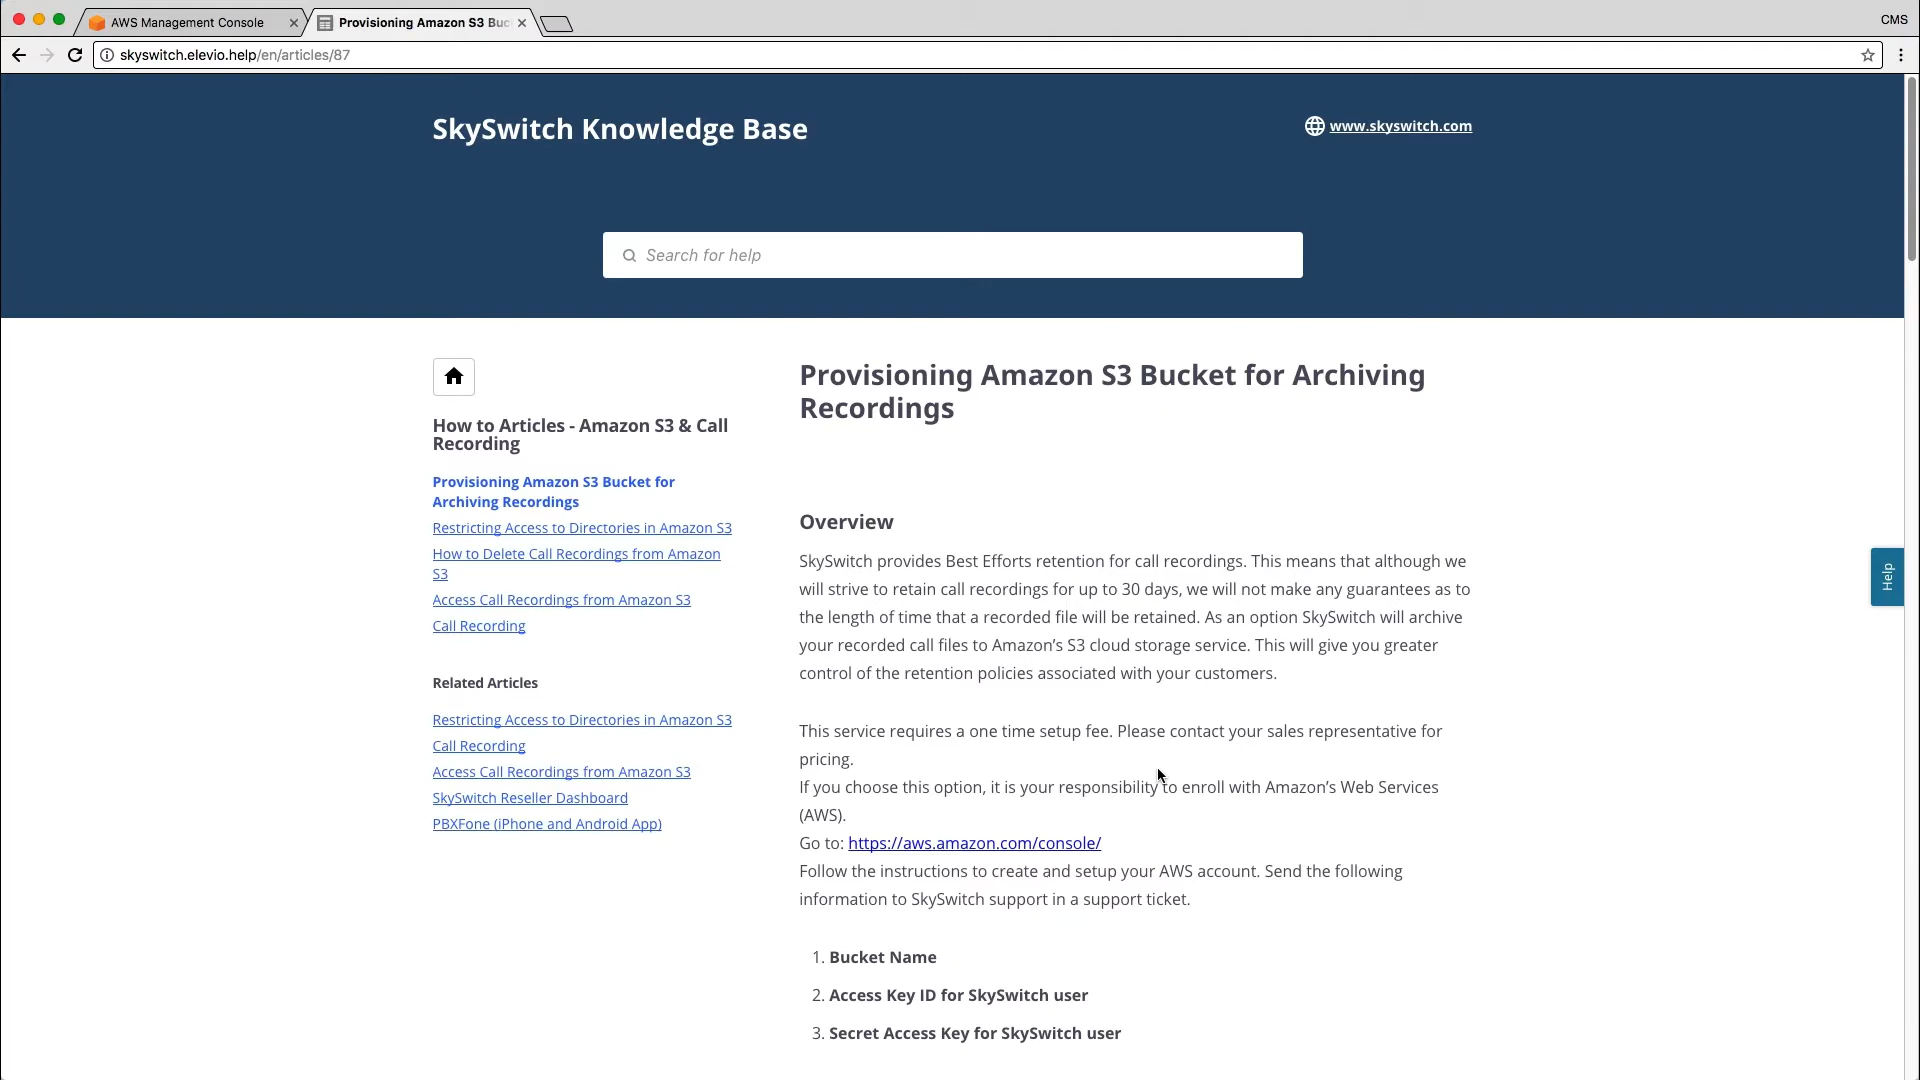 AWS Management Console
Provisioning Amazon S3 Buc
CMS
skyswitch.elevio.help/en/articles/87
SkySwitch Knowledge Base
www.skyswitch.com
Search for help
How to Articles - Amazon S3 & Call
Recording
Provisioning Amazon S3 Bucket for
Archiving Recordings
Restricting Access to Directories in Amazon S3
How to Delete Call Recordings from Amazon
S3
Access Call Recordings from Amazon S3
Call Recording
Related Articles
Restricting Access to Directories in Amazon S3
Call Recording
Access Call Recordings from Amazon S3
SkySwitch Reseller Dashboard
PBXFone (iPhone and Android App)
Provisioning Amazon S3 Bucket for Archiving
Recordings
Overview
SkySwitch provides Best Efforts retention for call recordings. This means that although we
will strive to retain call recordings for up to 30 days, we will not make any guarantees as to
the length of time that a recorded file will be retained. As an option SkySwitch will archive
your recorded call files to Amazon’s S3 cloud storage service. This will give you greater
control of the retention policies associated with your customers.
This service requires a one time setup fee. Please contact your sales representative for
pricing.
If you choose this option, it is your responsibility to enroll with Amazon’s Web Services
(AWS).
Go to: https://aws.amazon.com/console/
Follow the instructions to create and setup your AWS account. Send the following
information to SkySwitch support in a support ticket.
1. Bucket Name
2. Access Key ID for SkySwitch user
3. Secret Access Key for SkySwitch user
Help